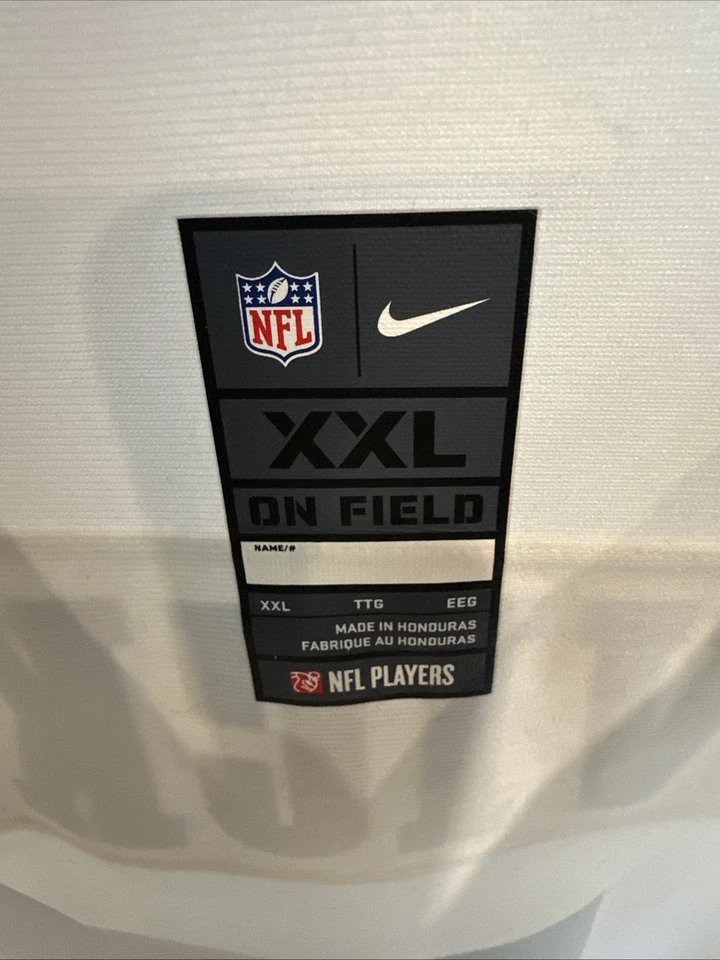 NFL
XXL
ON FIELD
NAME/#
XXL TTG EEG
MADE IN HONDURAS
FABRIQUE AU HONDURAS
NFL PLAYERS